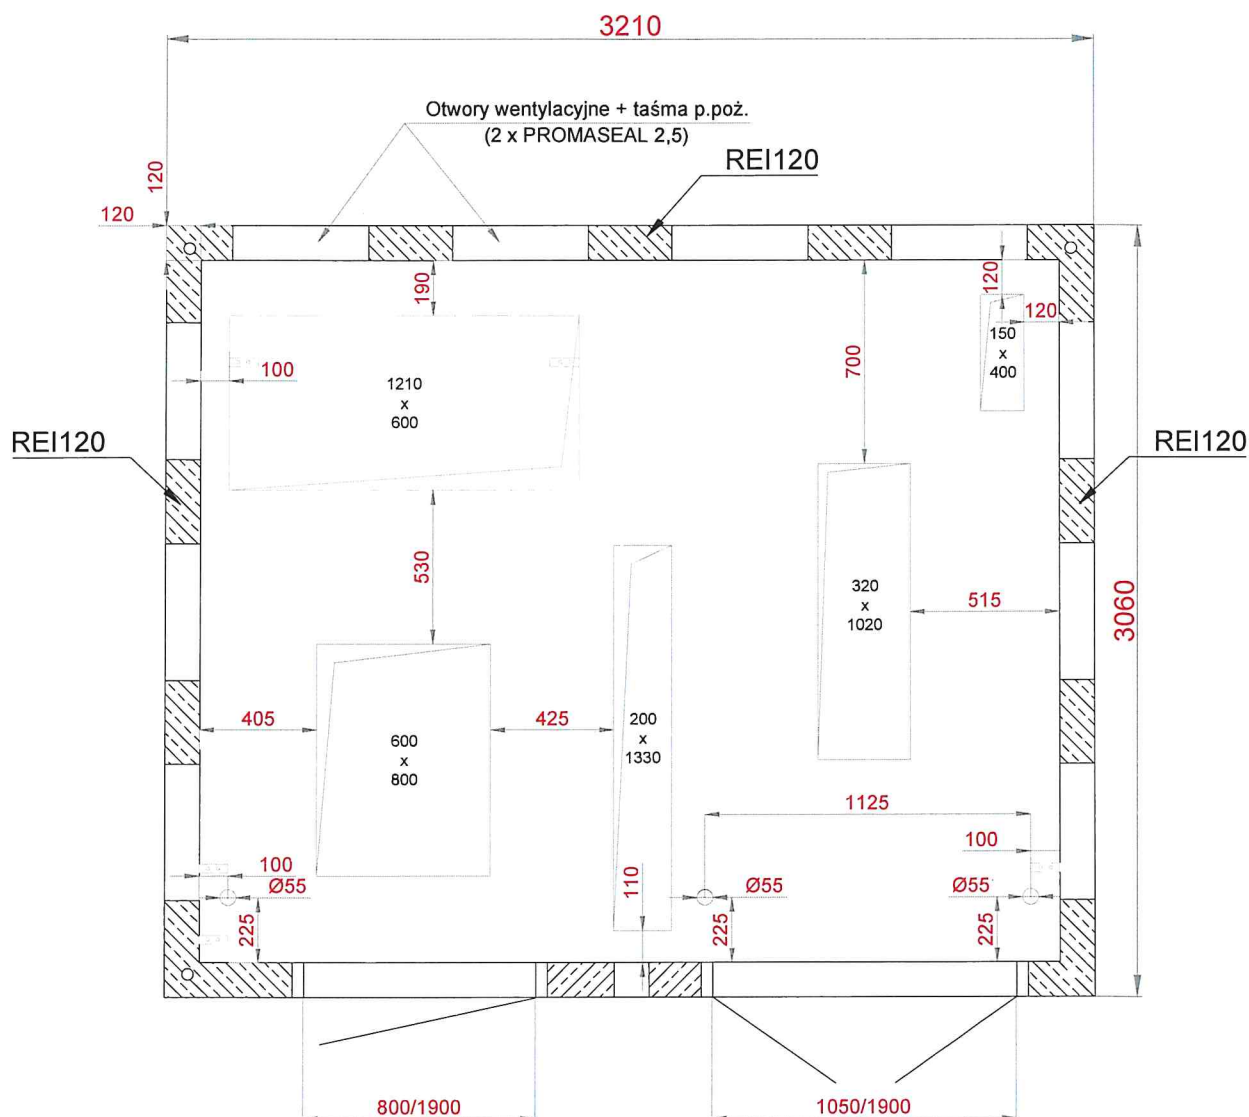 3210
Otwory wentylacyjne + taśma p.poż.
(2 x PROMASEAL 2,5)
REI120
120
120
190
100
1210
x
600
700
120
120
150
x
400
REI120
REI120
530
320
x
1020
515
3060
405
425
600
x
800
200
x
1330
1125
100
100
Ø55
225
110
Ø55
225
Ø55
225
800/1900
1050/1900